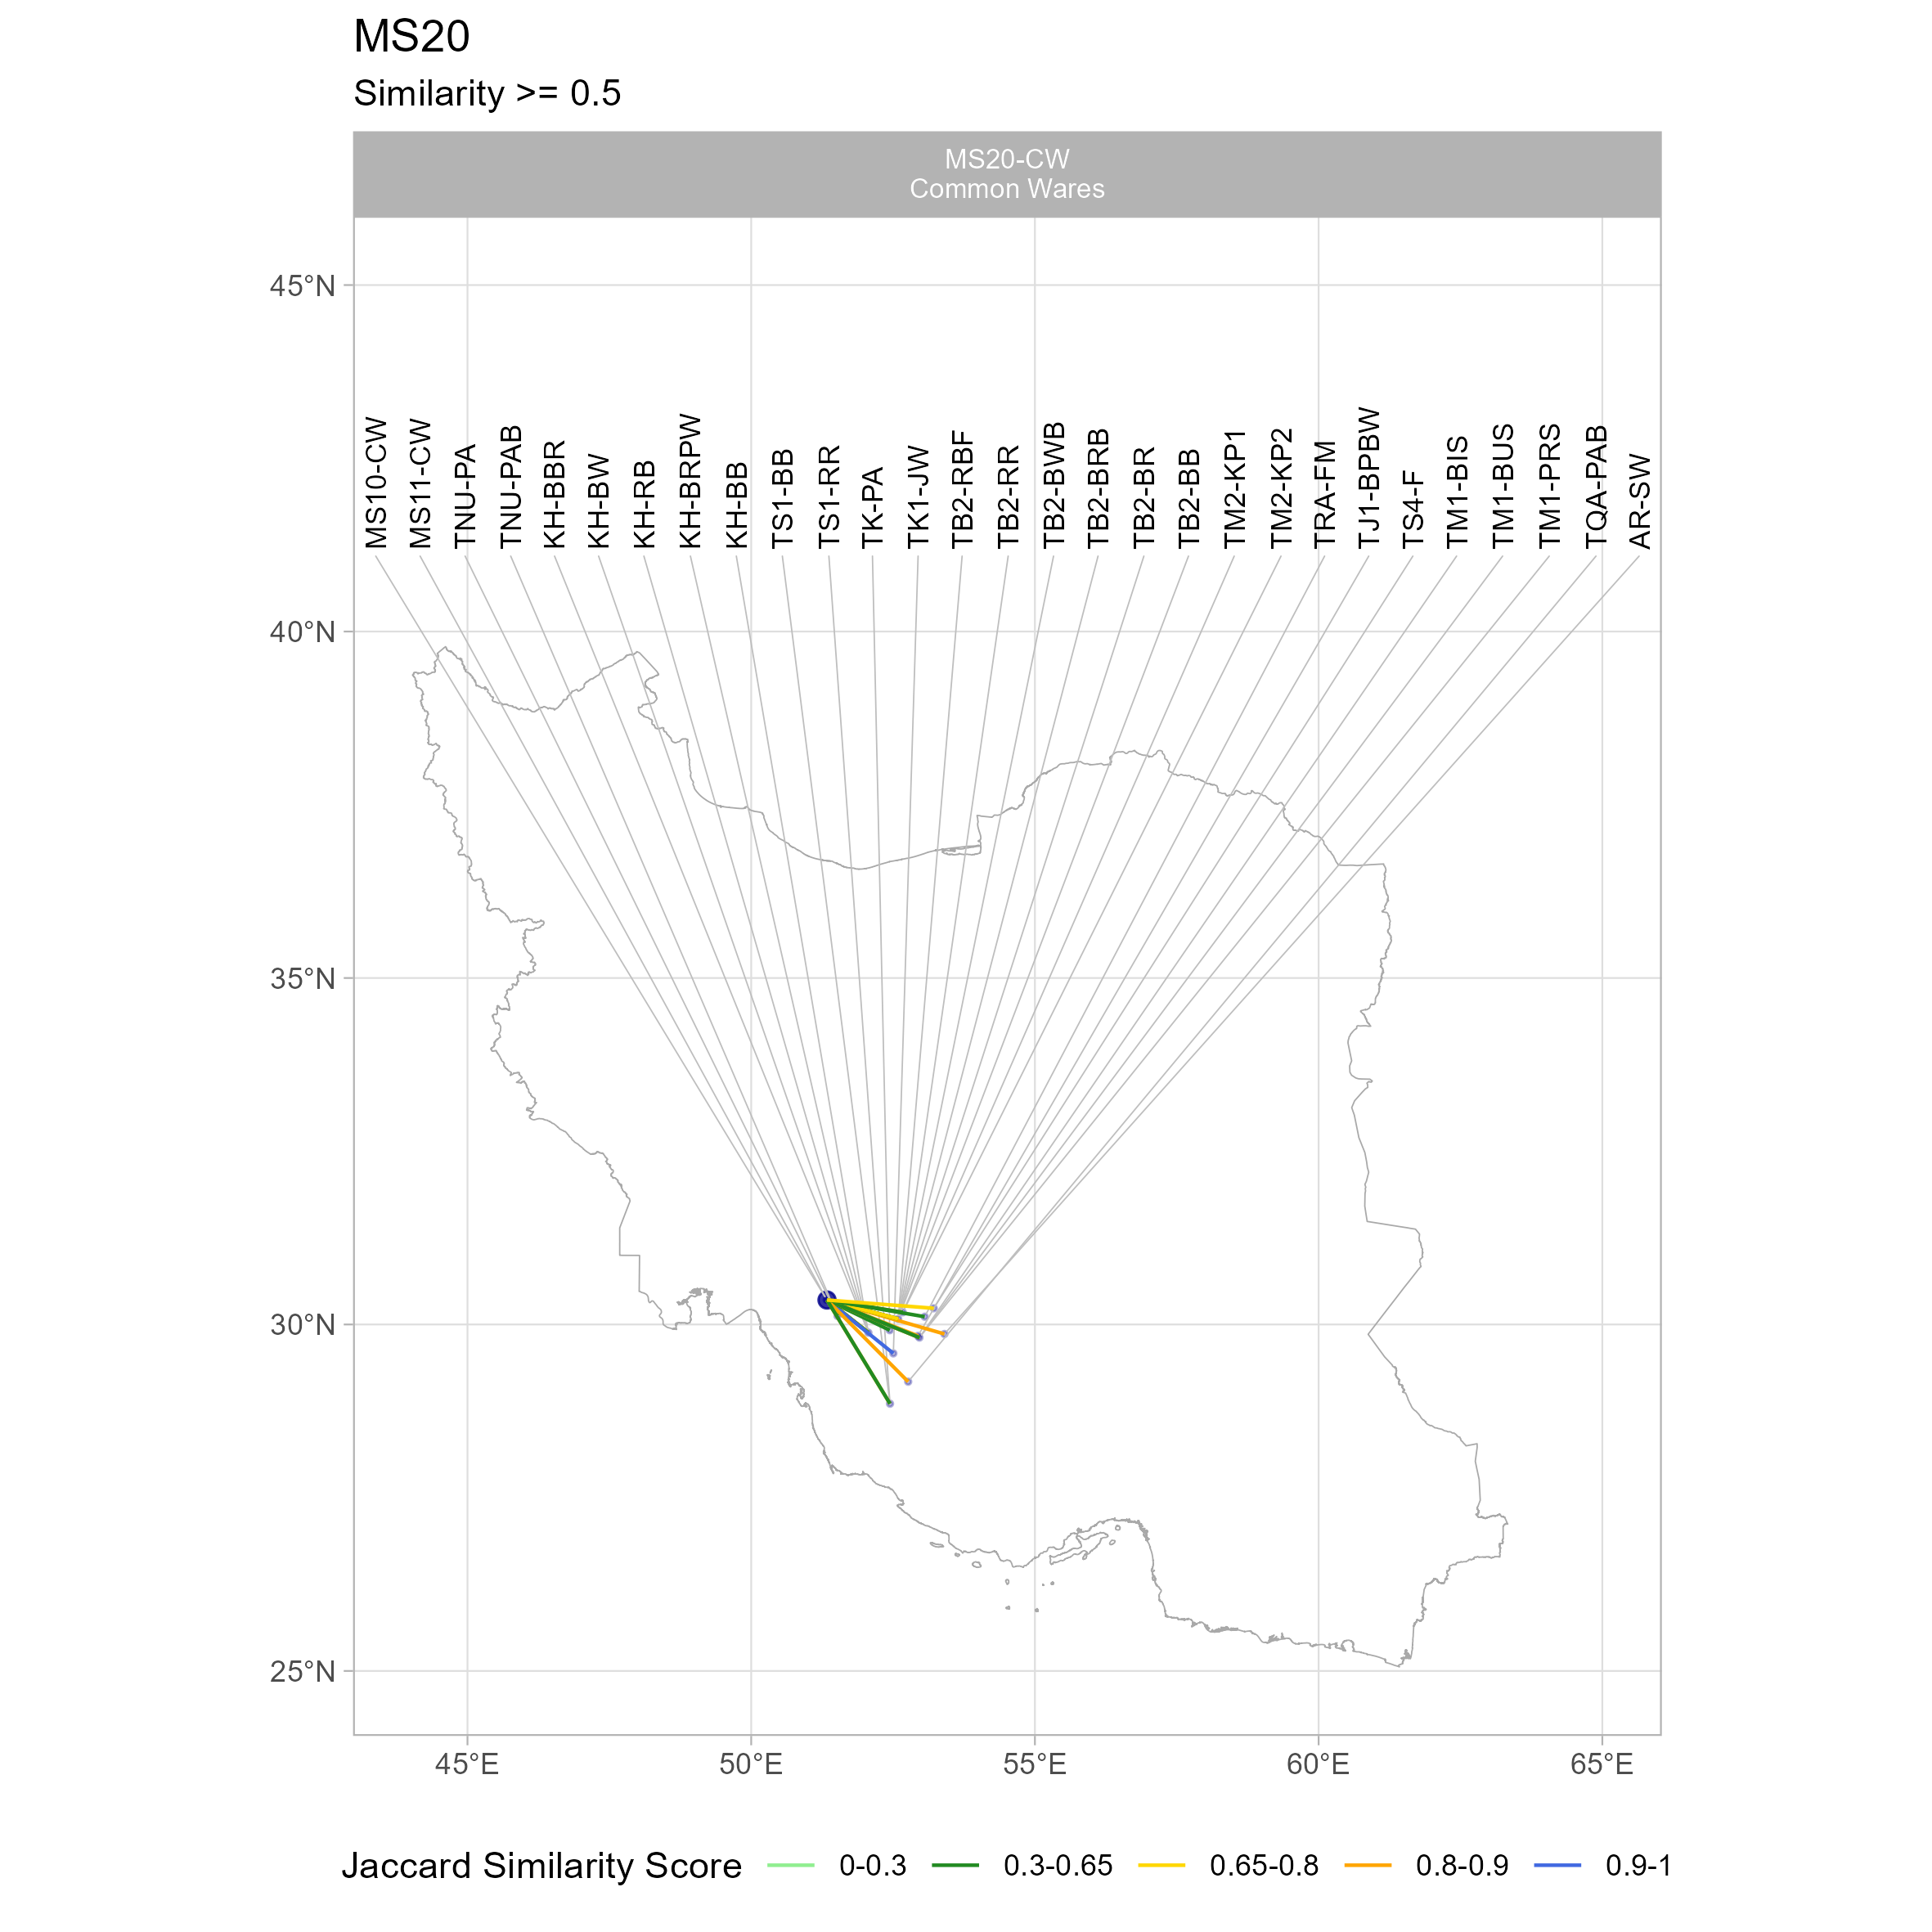 MS20
Similarity >= 0.5
MS20-CW
Common Wares
45°N
40°N
35°N
30°N
25°N
MS10-CW
MS11-CW
TNU-PA
TNU-PAB
KH-BBR
KH-BW
KH-RB
KH-BRPW
KH-BB
TS1-BB
TS1-RR
TK-PA
TK1-JW
TB2-RBF
TB2-RR
TB2-BWB
TB2-BRB
TB2-BR
TB2-BB
TM2-KP1
TM2-KP2
TRA-FM
TJ1-BPBW
TS4-F
TM1-BIS
TM1-BUS
TM1-PRS
TQA-PAB
AR-SW
45°E 50°E 55°E 60°E 65°E
Jaccard Similarity Score 0-0.3 0.3-0.65 0.65-0.8 0.8-0.9 0.9-1